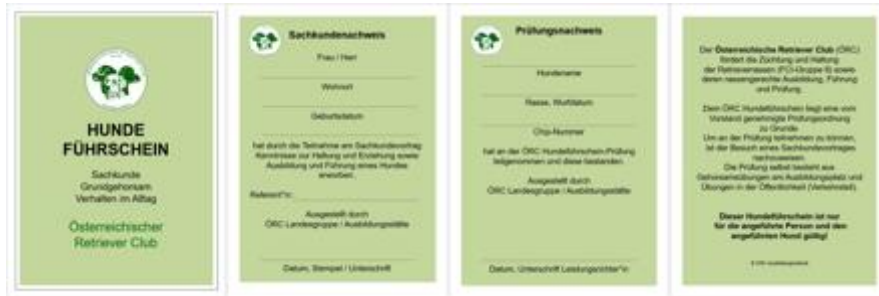 HUNDE
FÜHRSCHEIN
Sachkunde
Grundgehorsam
Verhalten im Alltag
Österreichischer
Retriever Club
Sachkundenachweis
Frau / Herr
Wohnort
Geburtsdatum
hat durch die Teilnahme am Sachkundevortrag
Kenntnisse zur Haltung und Erziehung sowie
Ausbildung und Führung eines Hundes
erworben.
Referent*in:
Ausgestellt durch
ÖRC Landesgruppe / Ausbildungsstätte
Datum, Stempel / Unterschrift
Prüfungsnachweis
Hundename
Rasse, Wurfdatum
Chip-Nummer
hat an der ÖRC Hundeführschein-Prüfung
teilgenommen und diese bestanden.
Ausgestellt durch
ÖRC Landesgruppe / Ausbildungsstätte
Datum, Unterschrift Leistungsrichter*in
Der Österreichische Retriever Club (ÖRC)
fördert die Züchtung und Haltung
der Retrieverrassen (FCI-Gruppe 8) sowie
deren rassengerechte Ausbildung, Führung
und Prüfung.
Dem ÖRC Hundeführschein liegt eine vom
Vorstand genehmigte Prüfungsordnung
zu Grunde.
Um an der Prüfung teilnehmen zu können,
ist der Besuch eines Sachkundevortrages
nachzuweisen.
Die Prüfung selbst besteht aus
Gehorsamsübungen am Ausbildungsplatz und
Übungen in der Öffentlichkeit (Verkehrsteil).
Dieser Hundeführschein ist nur
für die angeführte Person und den
angeführten Hund gültig!